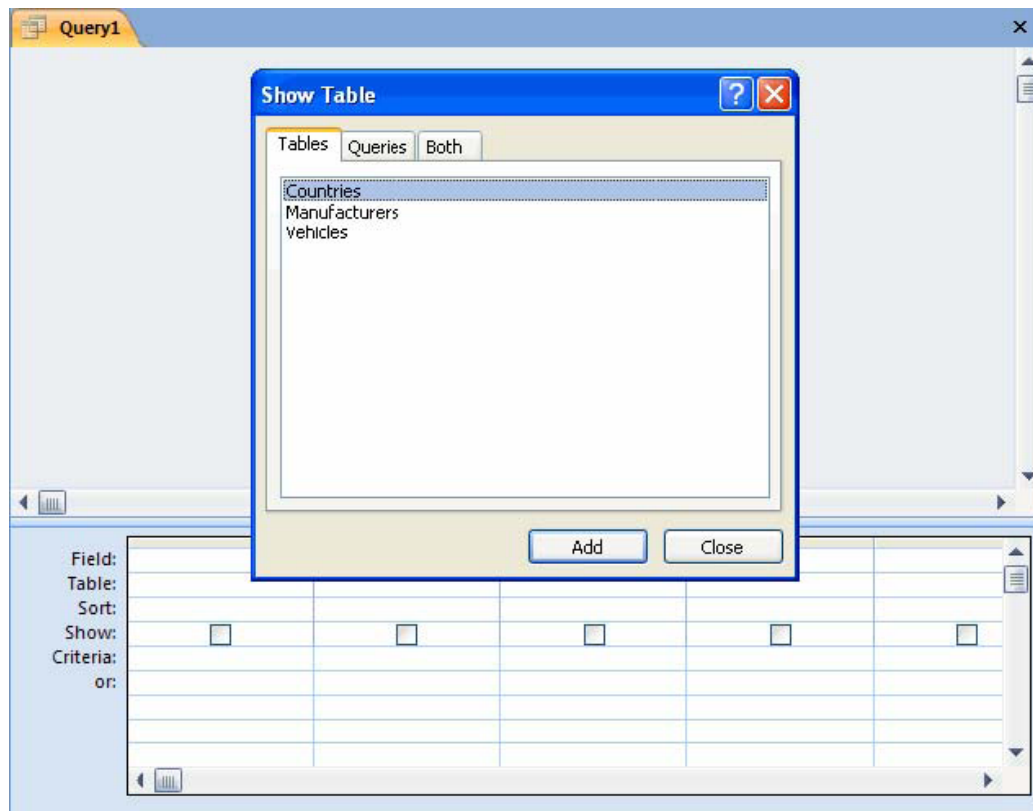 Query1
Show Table
Tables Queries Both
Countries
Manufacturers
Vehicles
Add Close
Field:
Table:
Sort:
Show:
Criteria:
or: